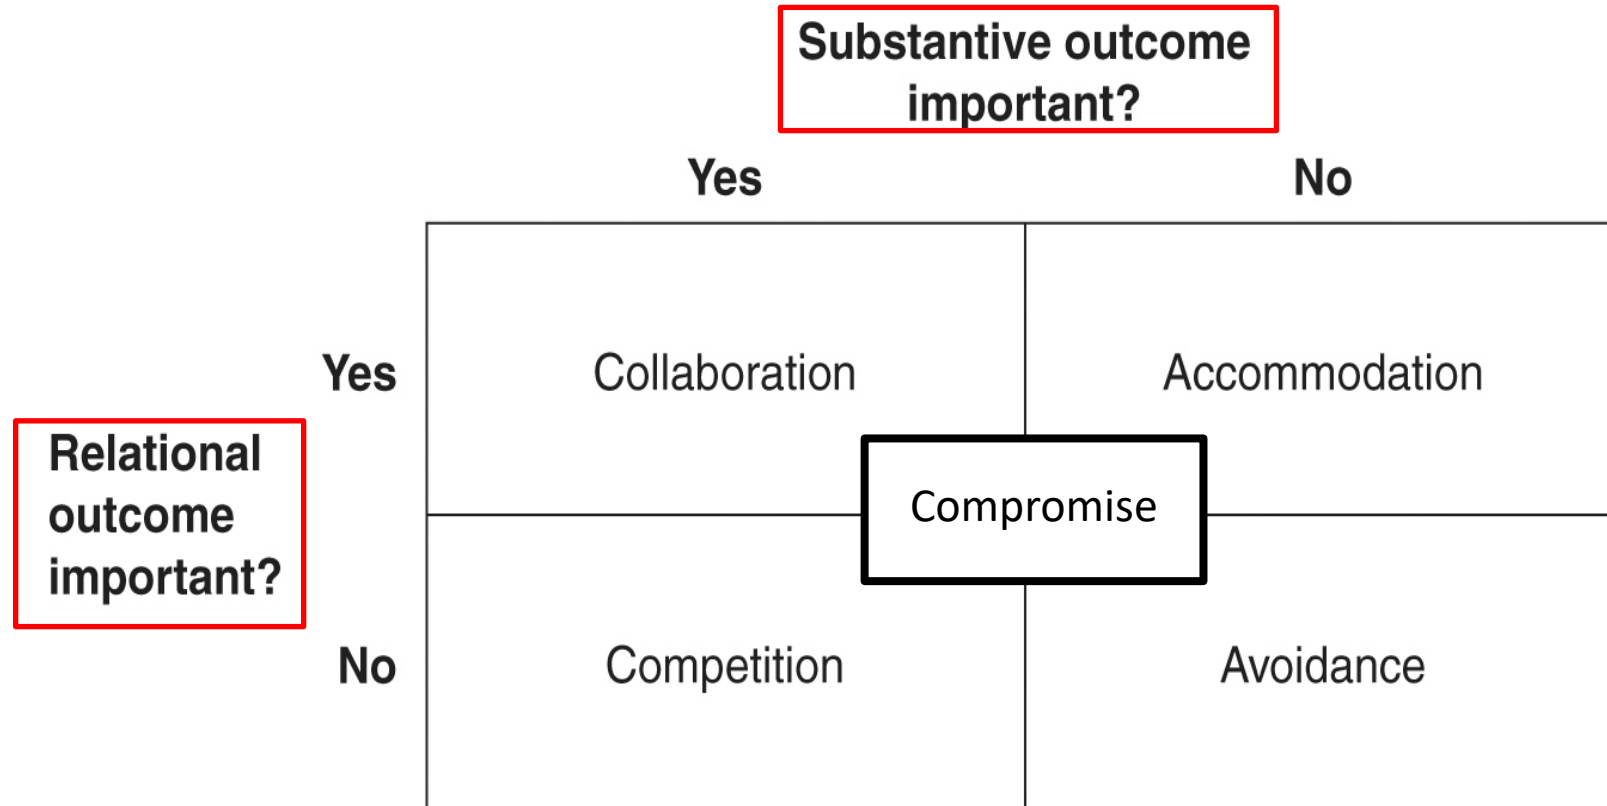 Substantive outcome
important?
Yes
No
Yes
Collaboration
Accommodation
Relational
outcome
important?
Compromise
No
Competition
Avoidance